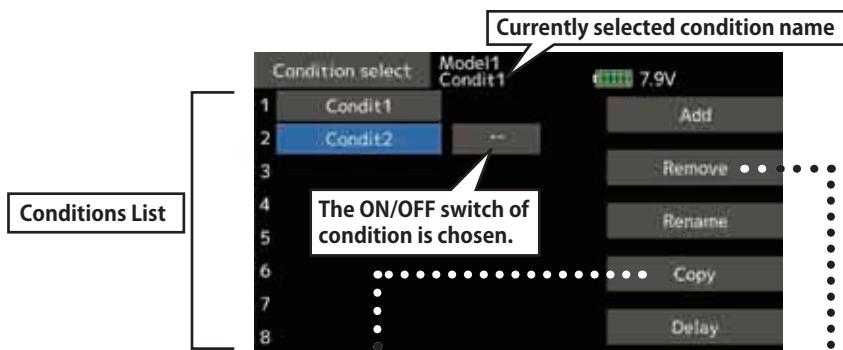 Currently selected condition name
Condition select
Model1
Condit1
7.9V
1 Condit1
Add
2 Condit2 --
3
Remove
Conditions List
4
The ON/OFF switch of
condition is chosen.
5
Rename
6
Copy
7
8
Delay